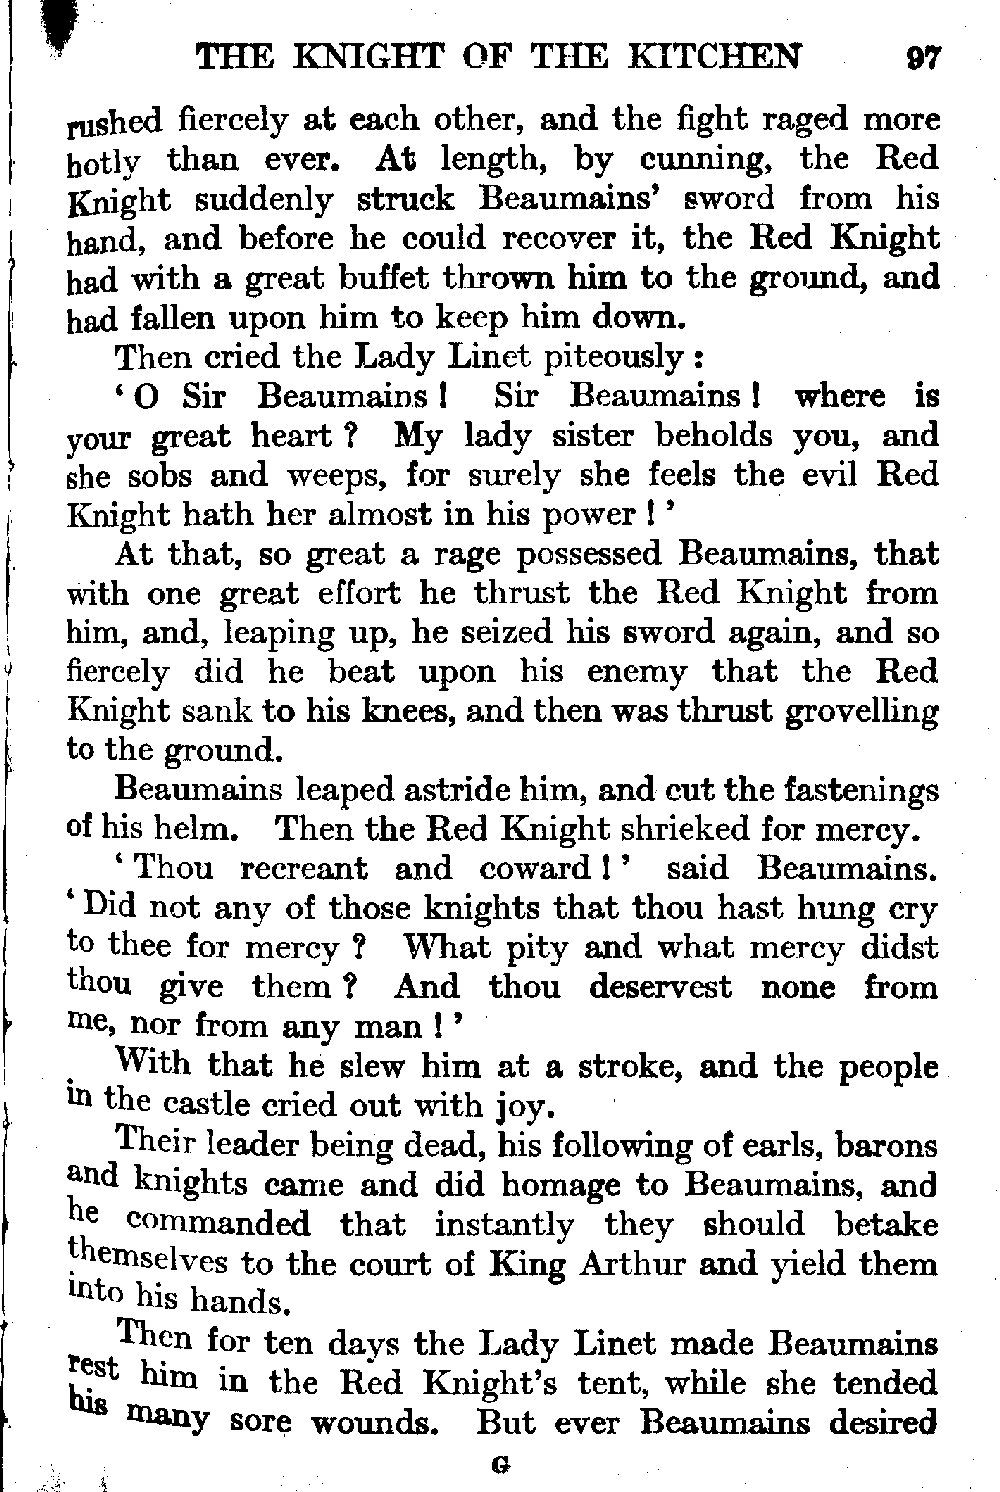 THE KNIGHT OF THE KITCHEN 97
rushed fiercely at each other, and the fight raged more
hotly than ever. At length, by cunning, the Red
Knight suddenly struck Beaumains' sword from his
hand, and before he could recover it, the Red Knight
had with a great buffet thrown him to the ground, and
had fallen upon him to keep him down.
Then cried the Lady Linet piteously :
‘ O Sir Beaumains ! Sir Beaumains ! where is
your great heart ? My lady sister beholds you, and
she sobs and weeps, for surely she feels the evil Red
Knight hath her almost in his power ! ’
At that, so great a rage possessed Beaumains, that
with one great effort he thrust the Red Knight from
him, and, leaping up, he seized his sword again, and so
fiercely did he beat upon his enemy that the Red
Knight sank to his knees, and then was thrust grovelling
to the ground.
Beaumains leaped astride him, and cut the fastenings
of his helm. Then the Red Knight shrieked for mercy.
‘ Thou recreant and coward ! ’ said Beaumains.
‘ Did not any of those knights that thou hast hung cry
to thee for mercy ? What pity and what mercy didst
thou give them ? And thou deservest none from
me, nor from any man ! ’
With that he slew him at a stroke, and the people
in the castle cried out with joy.
Their leader being dead, his following of earls, barons
and knights came and did homage to Beaumains, and
he commanded that instantly they should betake
themselves to the court of King Arthur and yield them
into his hands.
Then for ten days the Lady Linet made Beaumains
rest him in the Red Knight's tent, while she tended
his many sore wounds. But ever Beaumains desired
G